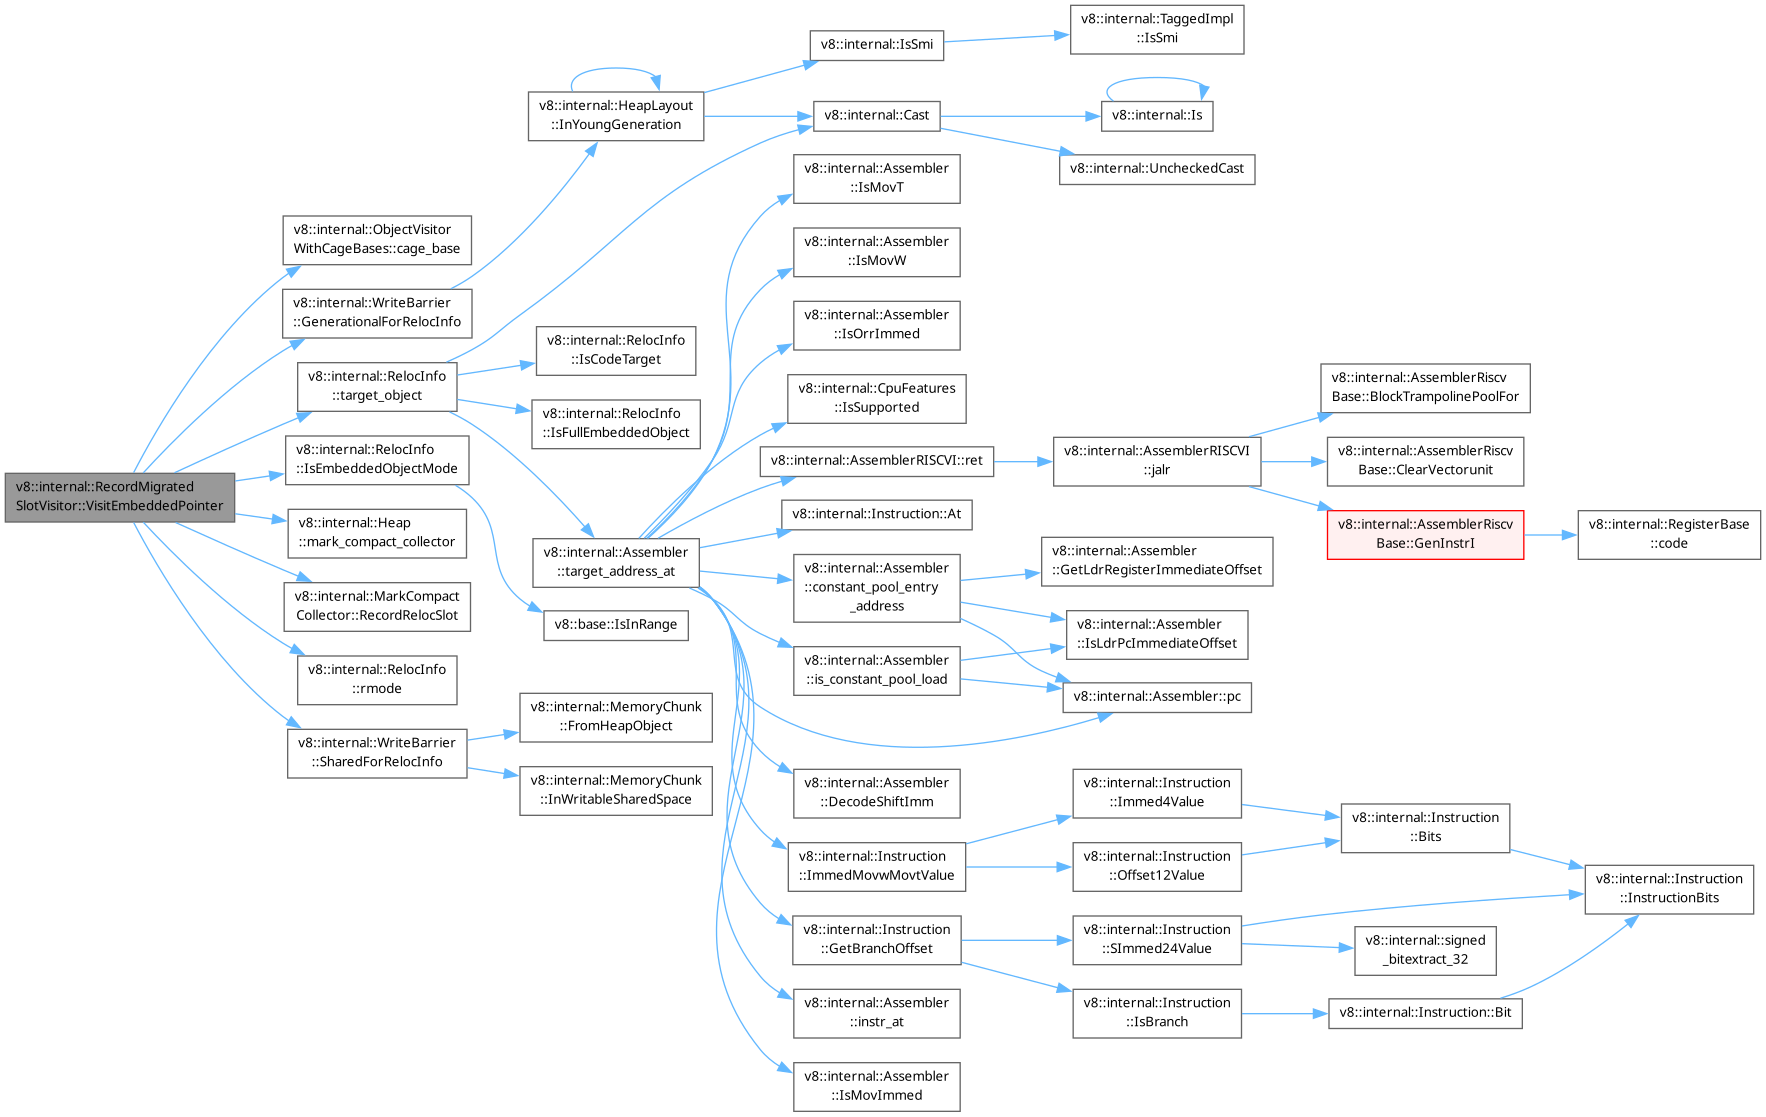 v8::internal::RecordMigrated
SlotVisitor::VisitEmbeddedPointer
v8::internal::ObjectVisitor
WithCageBases::cage_base
v8::internal::WriteBarrier
::GenerationalForRelocInfo
v8::internal::RelocInfo
::target_object
v8::internal::RelocInfo
::IsEmbeddedObjectMode
v8::internal::Heap
::mark_compact_collector
v8::internal::MarkCompact
Collector::RecordRelocSlot
v8::internal::RelocInfo
::rmode
v8::internal::WriteBarrier
::SharedForRelocInfo
v8::internal::HeapLayout
::InYoungGeneration
v8::internal::RelocInfo
::IsCodeTarget
v8::internal::RelocInfo
::IsFullEmbeddedObject
v8::internal::Assembler
::target_address_at
v8::base::IsInRange
v8::internal::MemoryChunk
::FromHeapObject
v8::internal::MemoryChunk
::InWritableSharedSpace
v8::internal::IsSmi
v8::internal::Cast
v8::internal::Assembler
::IsMovT
v8::internal::Assembler
::IsMovW
v8::internal::Assembler
::IsOrrImmed
v8::internal::CpuFeatures
::IsSupported
v8::internal::AssemblerRISCVI::ret
v8::internal::Instruction::At
v8::internal::Assembler
::constant_pool_entry
_address
v8::internal::Assembler
::is_constant_pool_load
v8::internal::Assembler
::DecodeShiftImm
v8::internal::Instruction
::ImmedMovwMovtValue
v8::internal::Instruction
::GetBranchOffset
v8::internal::Assembler
::instr_at
v8::internal::Assembler
::IsMovImmed
v8::internal::TaggedImpl
::IsSmi
v8::internal::Is
v8::internal::UncheckedCast
v8::internal::AssemblerRISCVI
::jalr
v8::internal::Assembler
::GetLdrRegisterImmediateOffset
v8::internal::Assembler
::IsLdrPcImmediateOffset
v8::internal::Assembler::pc
v8::internal::Instruction
::Immed4Value
v8::internal::Instruction
::Offset12Value
v8::internal::Instruction
::SImmed24Value
v8::internal::Instruction
::IsBranch
v8::internal::AssemblerRiscv
Base::BlockTrampolinePoolFor
v8::internal::AssemblerRiscv
Base::ClearVectorunit
v8::internal::AssemblerRiscv
Base::GenInstrI
v8::internal::Instruction
::Bits
v8::internal::signed
_bitextract_32
v8::internal::Instruction::Bit
v8::internal::RegisterBase
::code
v8::internal::Instruction
::InstructionBits